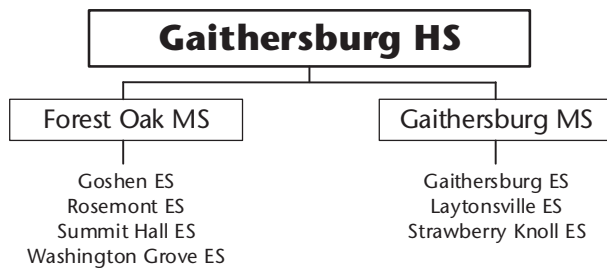 Gaithersburg HS
Forest Oak MS
Goshen ES
Rosemont ES
Summit Hall ES
Washington Grove ES
Gaithersburg MS
Gaithersburg ES
Laytonsville ES
Strawberry Knoll ES